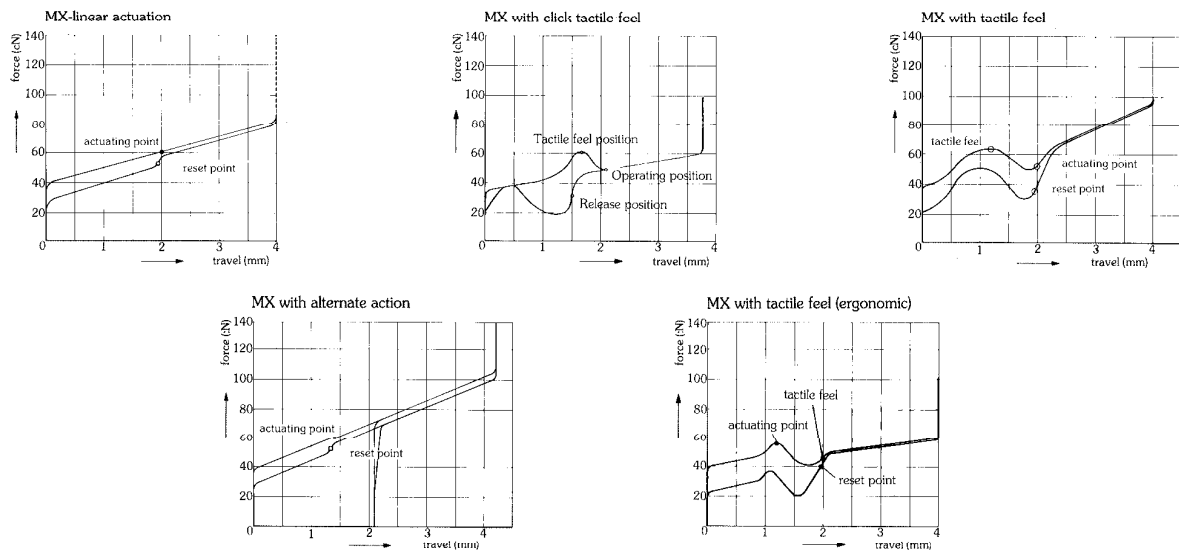 MX-linear actuation
force (cN)
140
120
100
80
60
40
20
0
actuating point
reset point
1
2
3
4
travel (mm)
MX with click tactile feel
force (cN)
140
120
100
80
60
40
20
0
Tactile feel position
Operating position
Release position
1
2
3
4
travel (mm)
MX with tactile feel
force (cN)
140
120
100
80
60
40
20
0
tactile feel
actuating point
reset point
1
2
3
4
travel (mm)
MX with alternate action
force (cN)
140
120
100
80
60
40
20
0
actuating point
reset point
1
2
3
4
travel (mm)
MX with tactile feel (ergonomic)
force (cN)
140
120
100
80
60
40
20
0
tactile feel
actuating point
reset point
1
2
3
4
travel (mm)